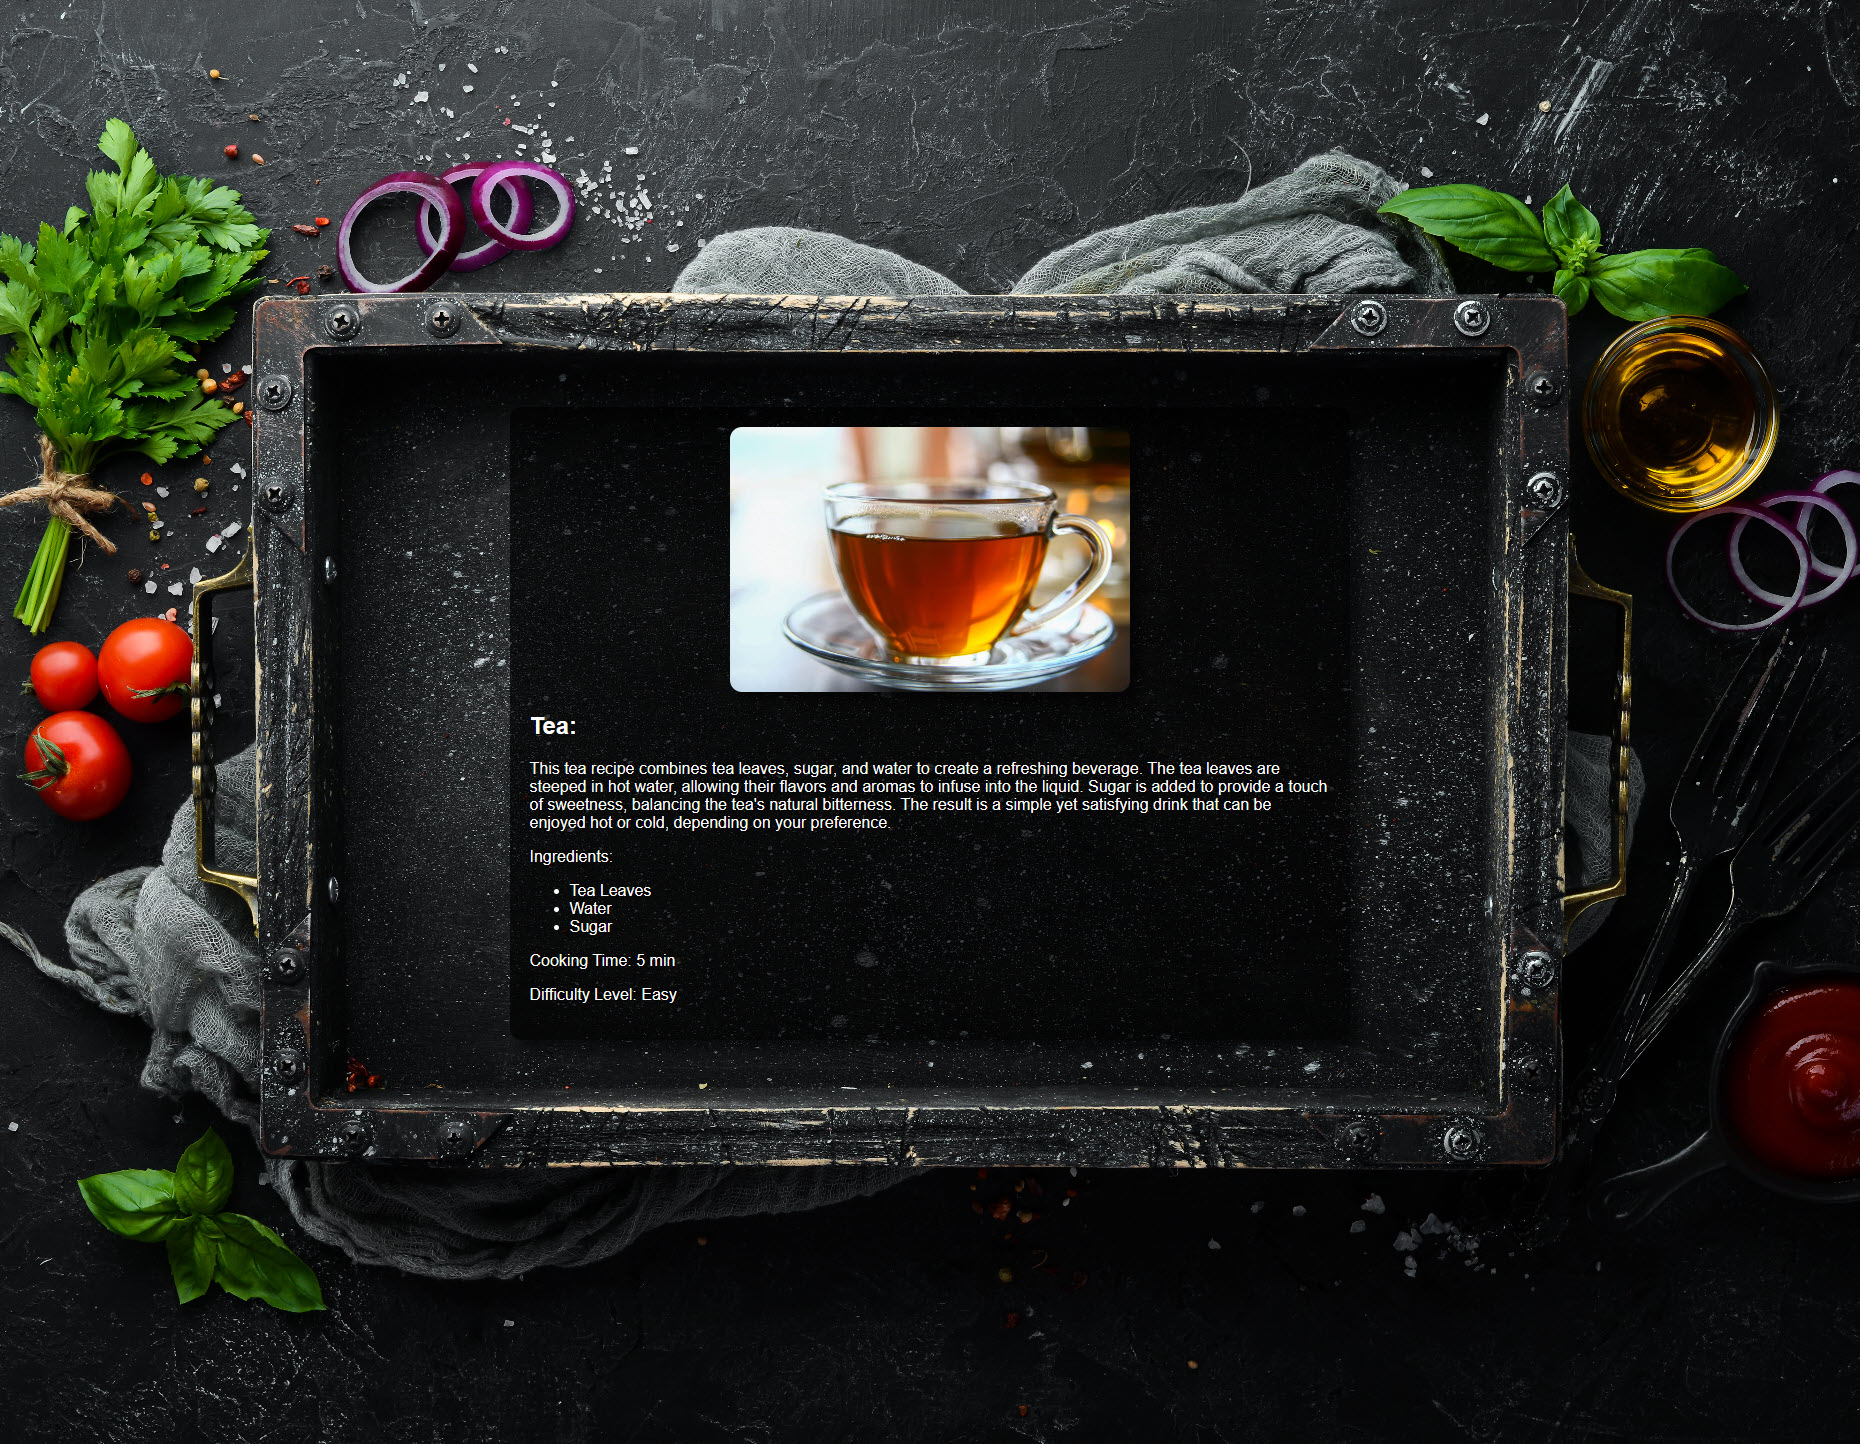 Tea:
This tea recipe combines tea leaves, sugar, and water to create a refreshing beverage. The tea leaves are
steeped in hot water, allowing their flavors and aromas to infuse into the liquid. Sugar is added to provide a touch
of sweetness, balancing the tea's natural bitterness. The result is a simple yet satisfying drink that can be
enjoyed hot or cold, depending on your preference.
Ingredients:
• Tea Leaves
• Water
• Sugar
Cooking Time: 5 min
Difficulty Level: Easy